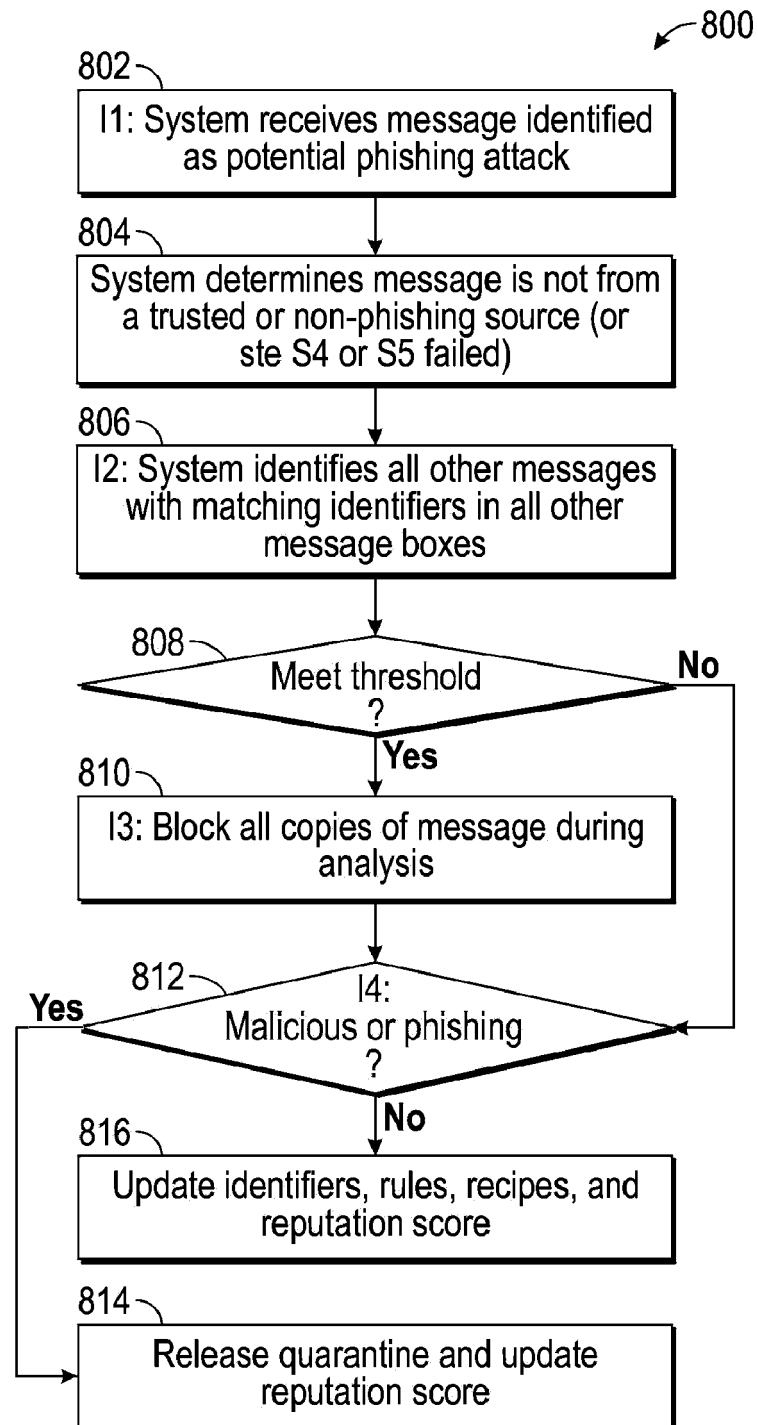 800
802
I1: System receives message identified
as potential phishing attack
804
System determines message is not from
a trusted or non-phishing source (or
ste S4 or S5 failed)
806
I2: System identifies all other messages
with matching identifiers in all other
message boxes
808
Meet threshold
?
No
Yes
810
I3: Block all copies of message during
analysis
812
I4:
Malicious or phishing
?
Yes
No
816
Update identifiers, rules, recipes, and
reputation score
814
Release quarantine and update
reputation score